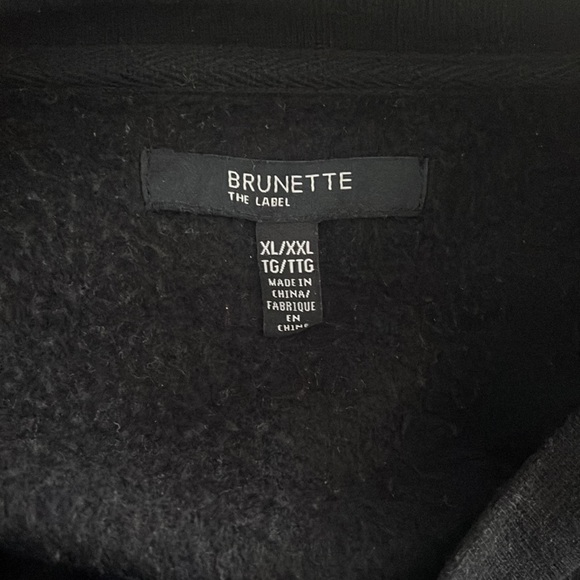 BRUNETTE
THE LABEL
XL/XXL
TG/TTG
MADE IN
CHINA/
FABRIQUE
EN
CHINE